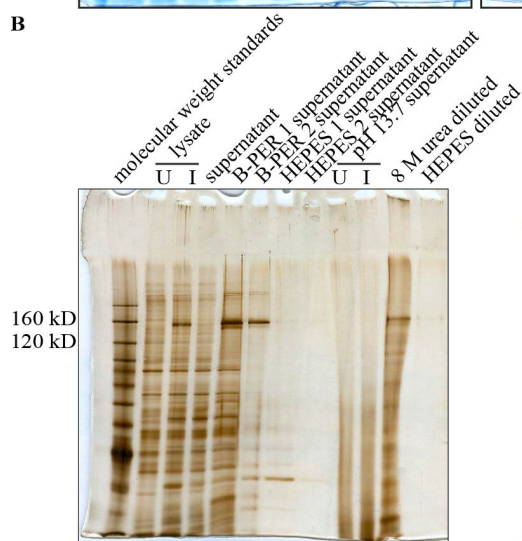 B
molecular weight standards
lysate
supernatant
B-PER 1 supernatant
B-PER 2 supernatant
HEPES 1 supernatant
HEPES 2 supernatant
pH 13.7 supernatant
8 M urea diluted
HEPES diluted
U I U I
160 kD
120 kD